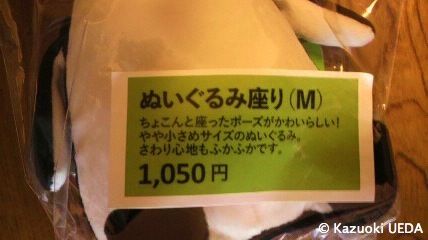 ぬいぐるみ座り(M)
ちょこんと座ったポーズがかわいらしい!
やや小さめサイズのぬいぐるみ。
さわり心地もふかふかです。
1,050円
© Kazuoki UEDA